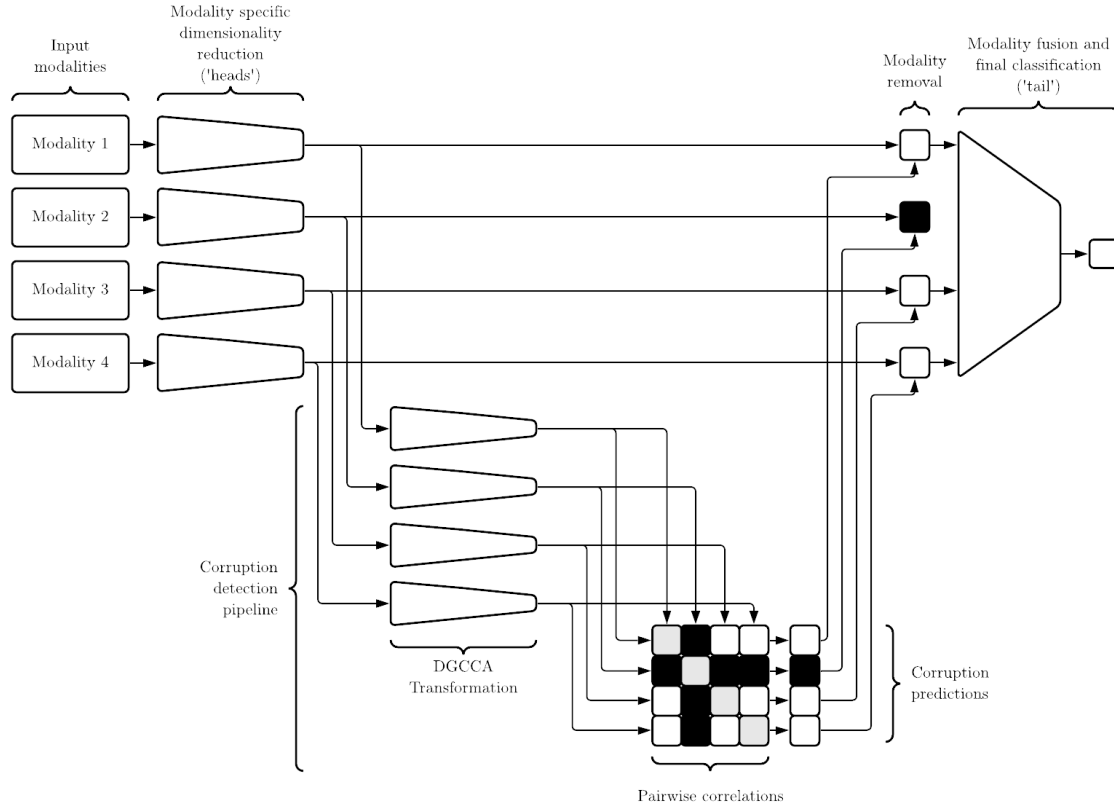 Input
modalities
Modality specific
dimensionality
reduction
('heads')
Modality
removal
Modality fusion and
final classification
('tail')
Modality 1
Modality 2
Modality 3
Modality 4
Corruption
detection
pipeline
DGCCA
Transformation
Corruption
predictions
Pairwise correlations